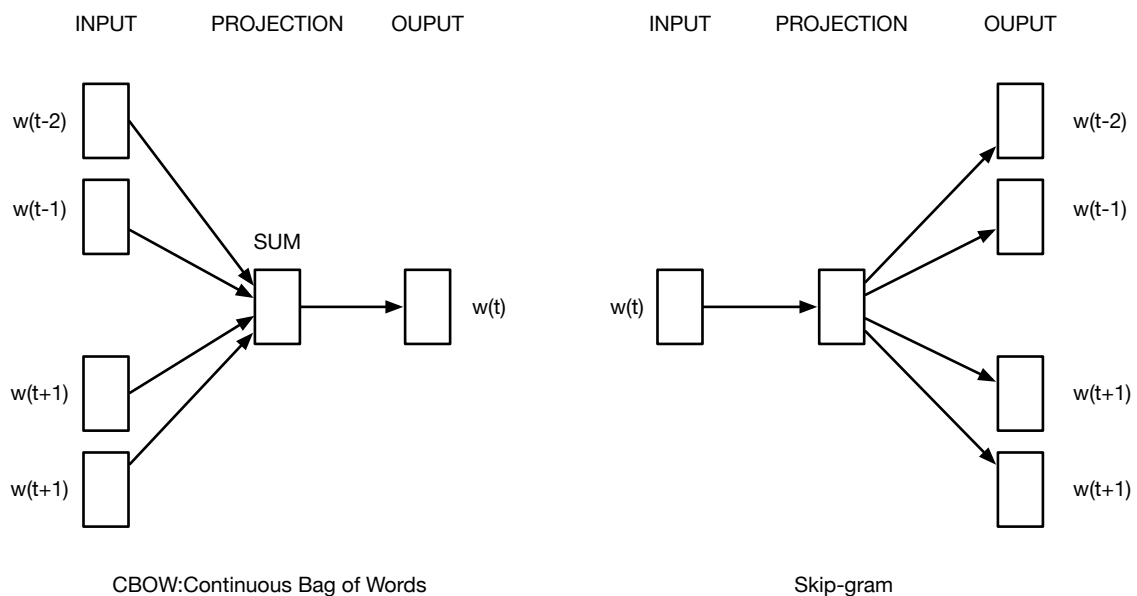 INPUT PROJECTION OUPUT
w(t-2)
w(t-1)
SUM
w(t)
w(t+1)
w(t+1)
CBOW:Continuous Bag of Words
INPUT PROJECTION OUPUT
w(t-2)
w(t-1)
w(t)
w(t+1)
w(t+1)
Skip-gram